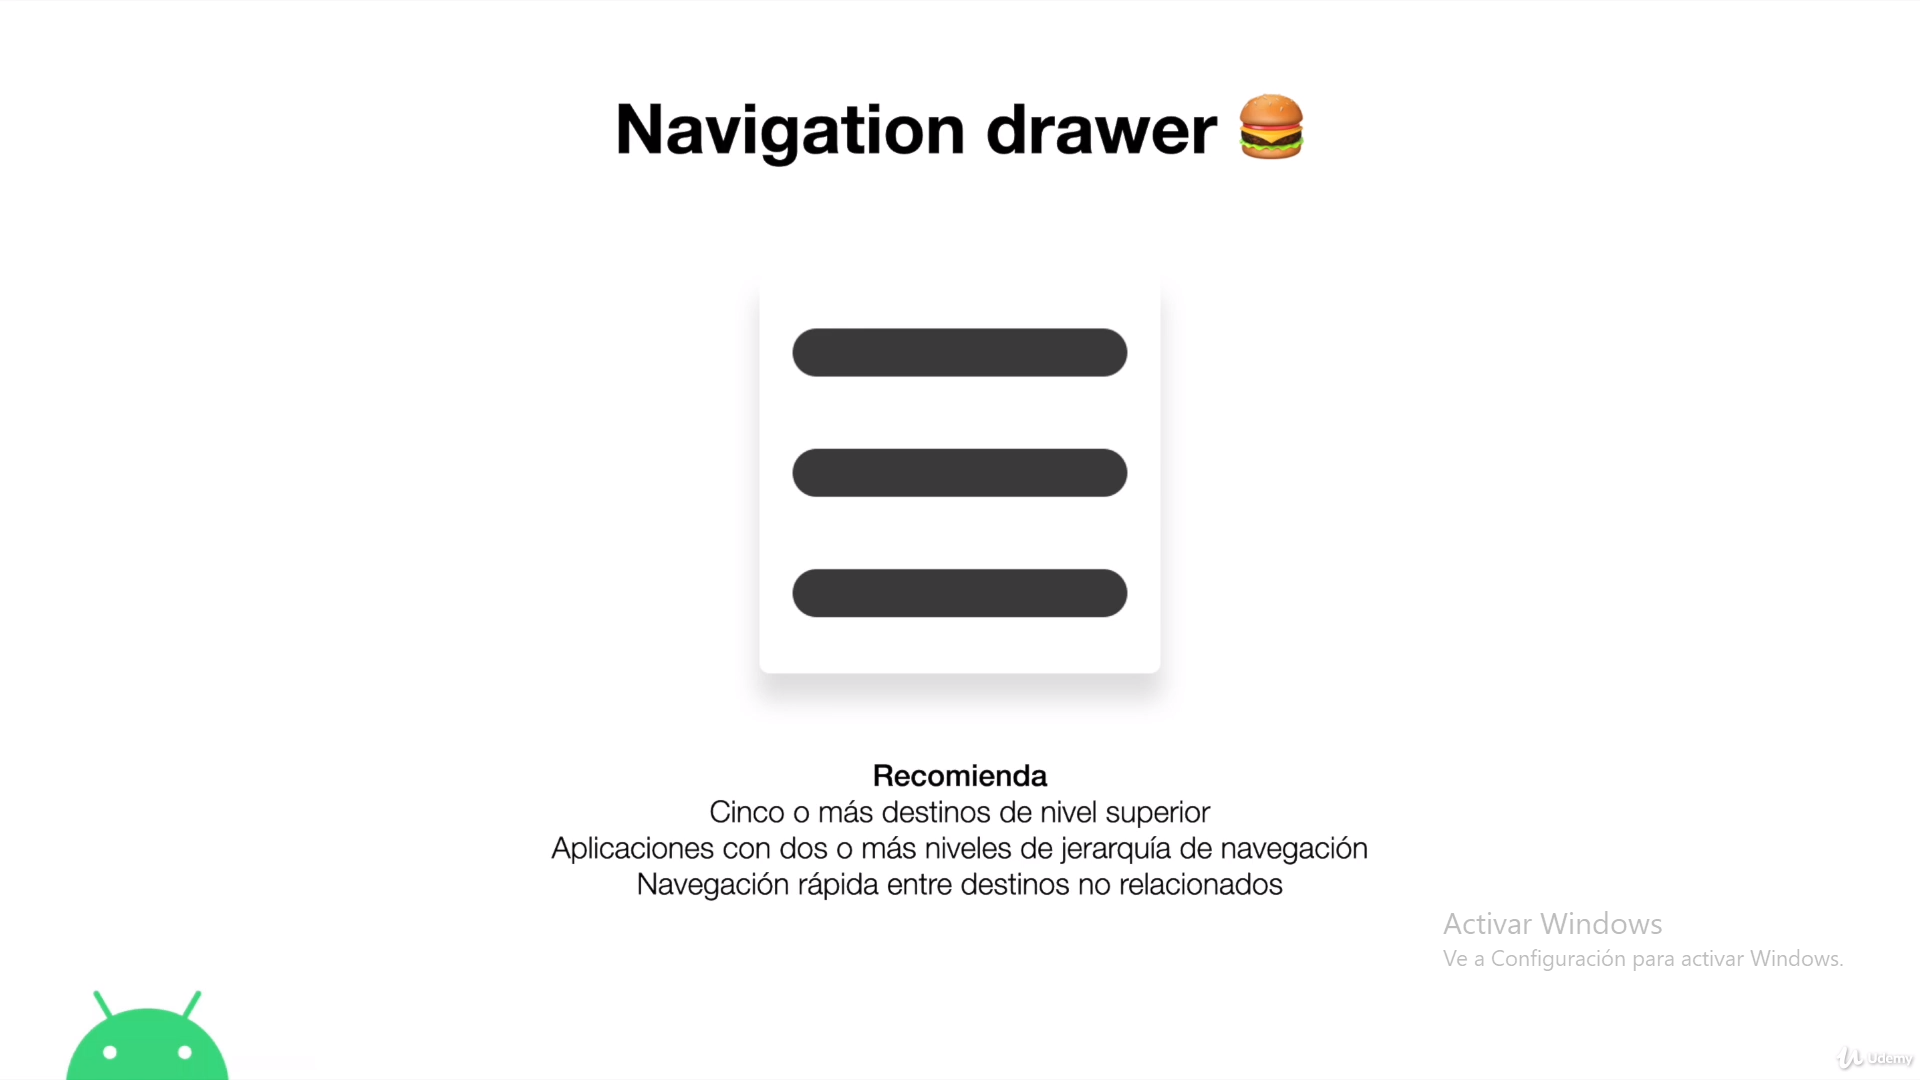 Navigation drawer
Recomienda
Cinco o más destinos de nivel superior
Aplicaciones con dos o más niveles de jerarquía de navegación
Navegación rápida entre destinos no relacionados
Activar Windows
Ve a Configuración para activar Windows.
Udemy